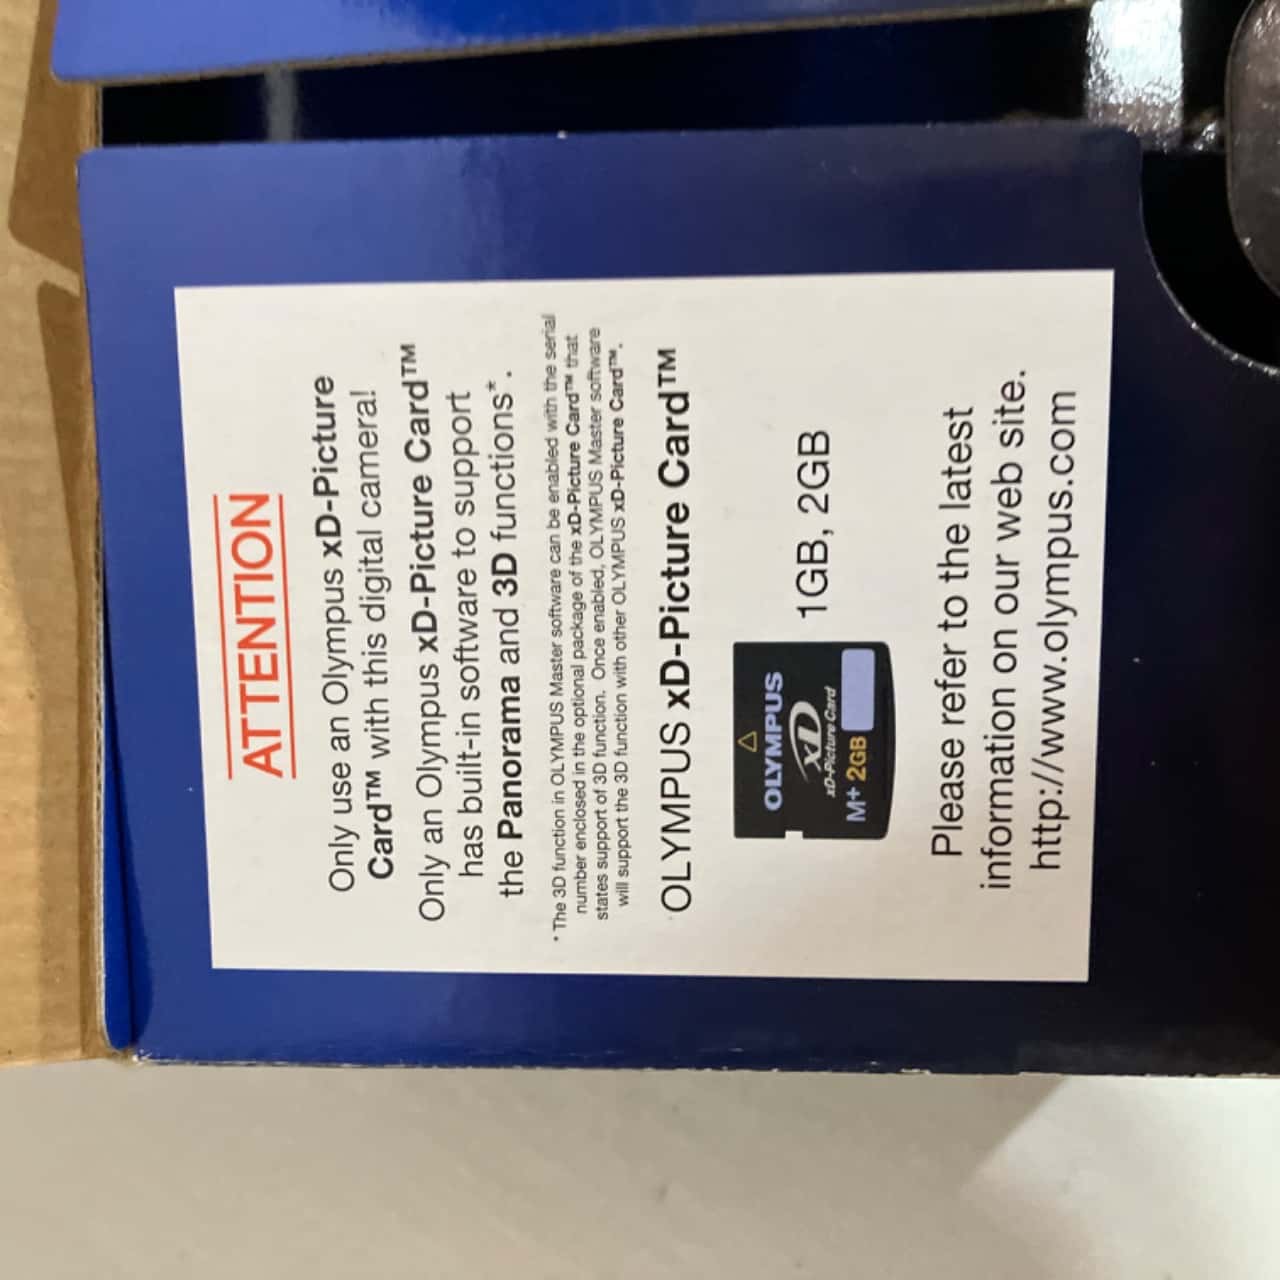 ATTENTION
Only use an Olympus xD-Picture
Card™ with this digital camera!
Only an Olympus xD-Picture Card™
has built-in software to support
the Panorama and 3D functions*.
* The 3D function in OLYMPUS Master software can be enabled with the serial
number enclosed in the optional package of the xD-Picture Card™ that
states support of 3D function. Once enabled, OLYMPUS Master software
will support the 3D function with other OLYMPUS xD-Picture Card™.
OLYMPUS xD-Picture Card™
OLYMPUS
xD
xD-Picture Card
M+ 2GB
1GB, 2GB
Please refer to the latest
information on our web site.
http://www.olympus.com